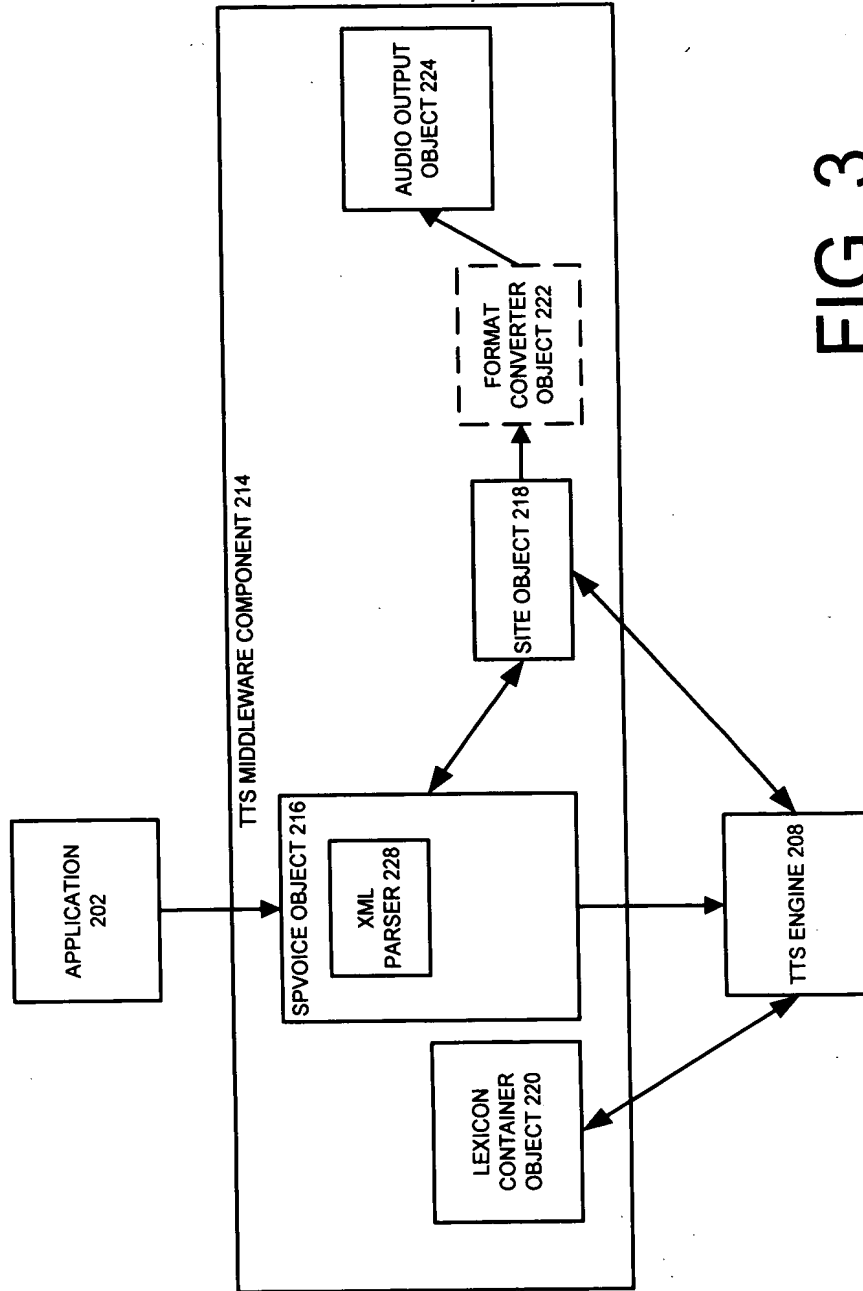 APPLICATION
202
TTS MIDDLEWARE COMPONENT 214
SPVOICE OBJECT 216
XML
PARSER 228
LEXICON
CONTAINER
OBJECT 220
SITE OBJECT 218
FORMAT
CONVERTER
OBJECT 222
AUDIO OUTPUT
OBJECT 224
TTS ENGINE 208
FIG 3